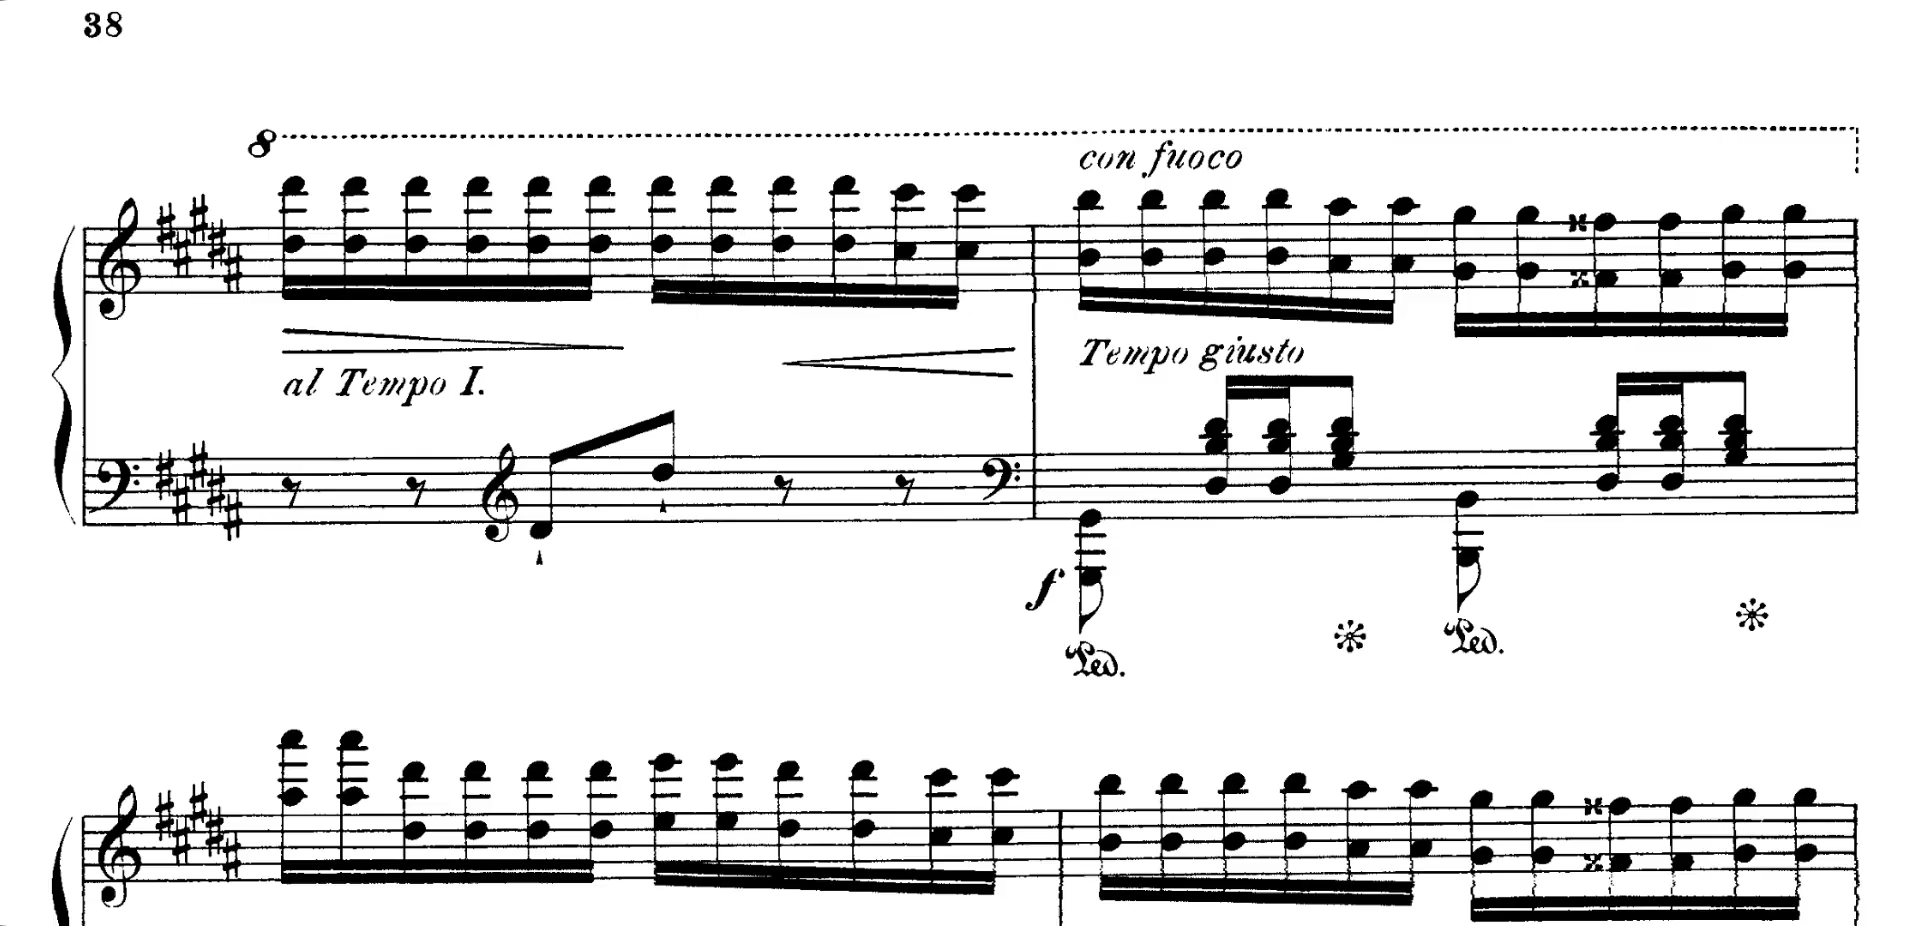 38
8
con fuoco
Tempo giusto
al Tempo I.
f
Ped.
Ped.